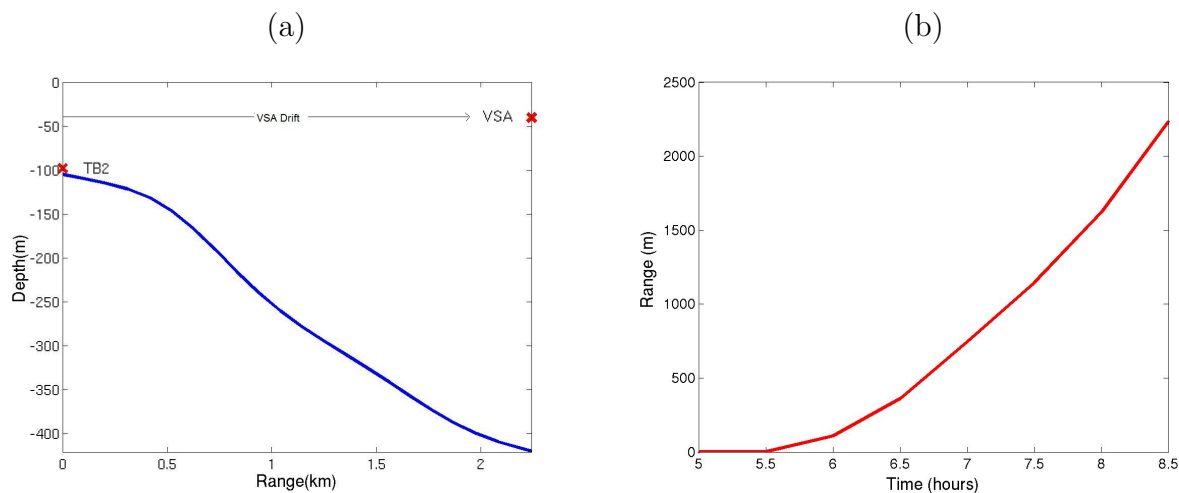 (a)
0
-50
-100
-150
-200
-250
-300
-350
-400
Depth(m)
VSA Drift
VSA
TB2
0 0.5 1 1.5 2
Range(km)
(b)
2500
2000
1500
1000
500
0
Range (m)
5 5.5 6 6.5 7 7.5 8 8.5
Time (hours)